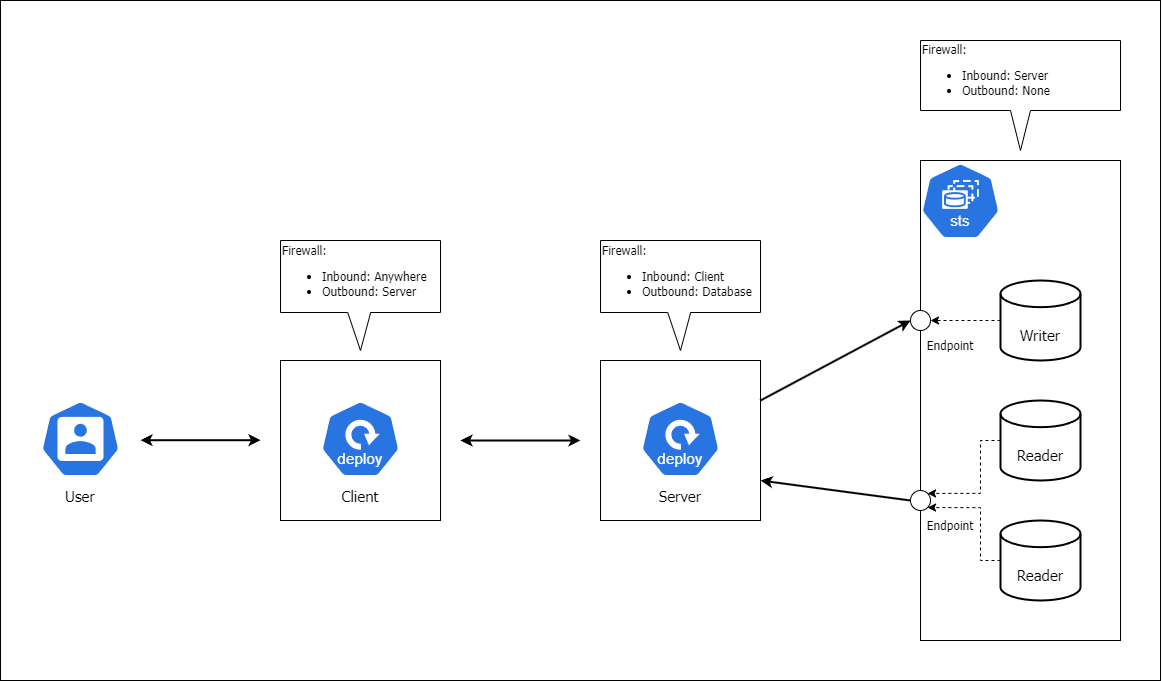 Firewall:
• Inbound: Server
• Outbound: None
sts
Firewall:
• Inbound: Anywhere
• Outbound: Server
Firewall:
• Inbound: Client
• Outbound: Database
Writer
Endpoint
Reader
deploy
deploy
User
Client
Server
Endpoint
Reader